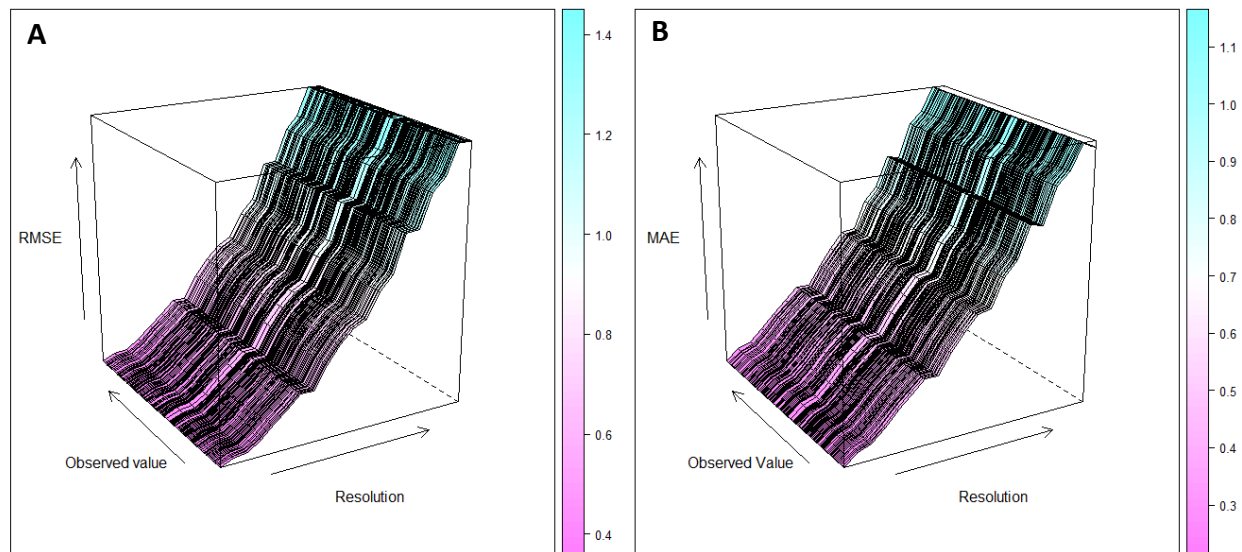 A
RMSE
Observed value
Resolution
1.4
1.2
1.0
0.8
0.6
0.4
B
MAE
Observed Value
Resolution
1.1
1.0
0.9
0.8
0.7
0.6
0.5
0.4
0.3